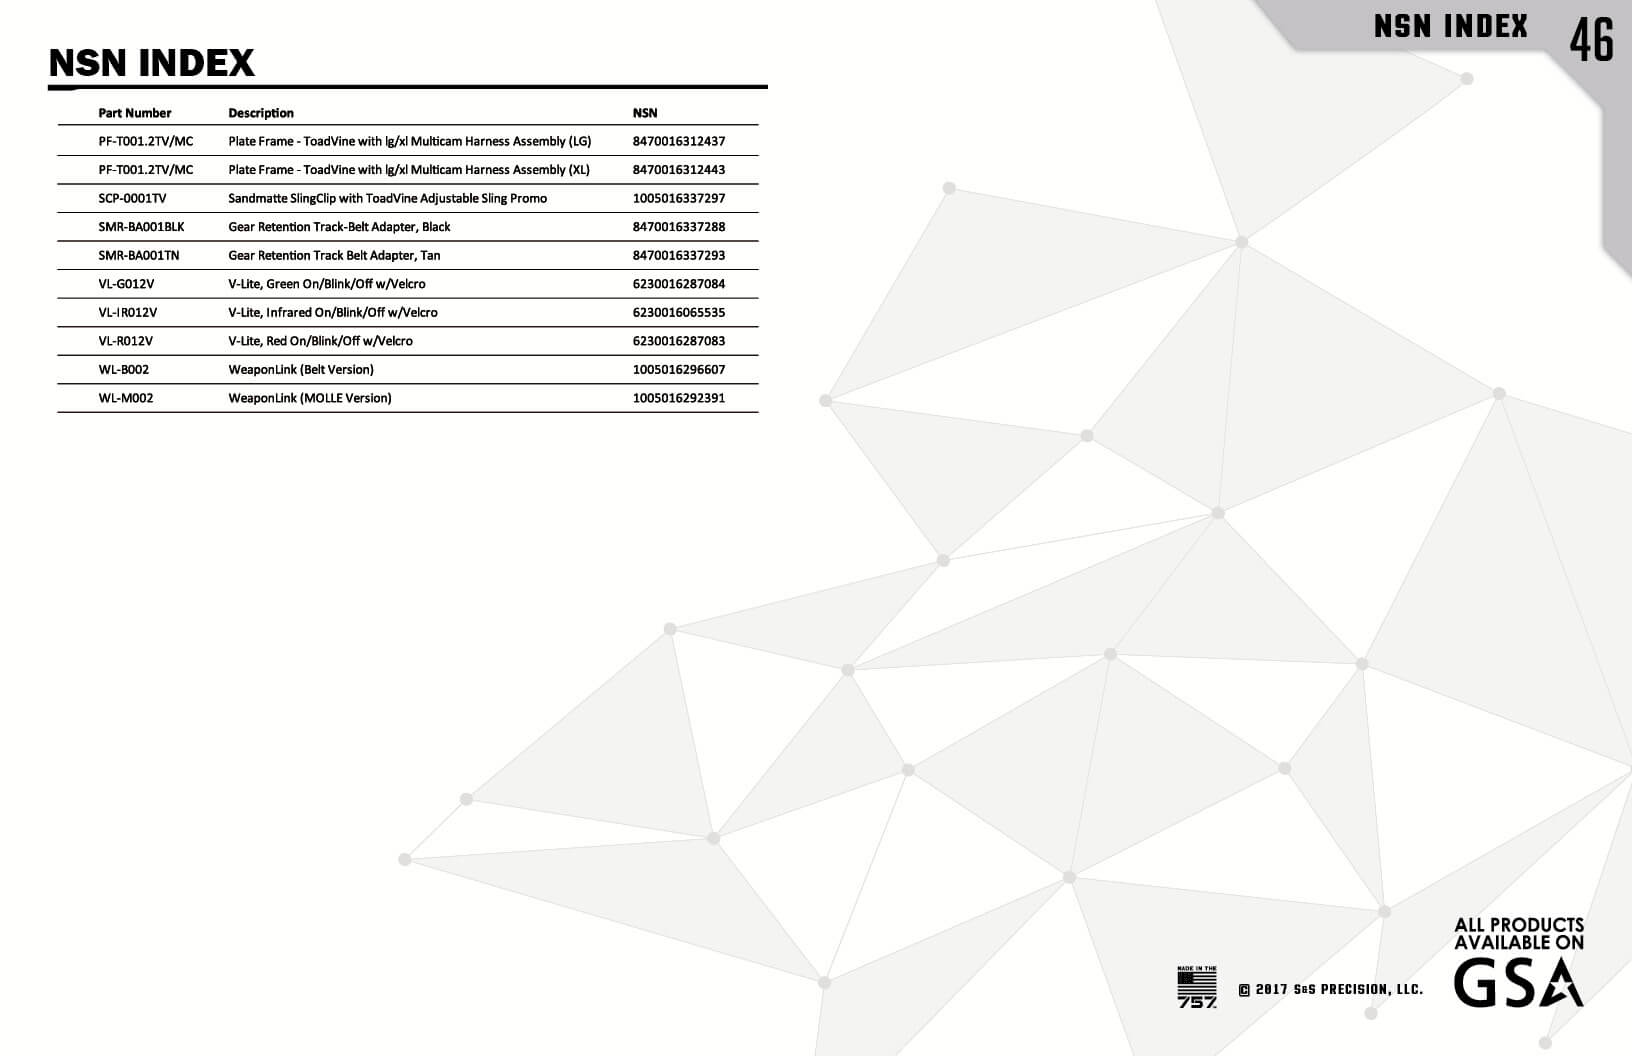 NSN INDEX 46
NSN INDEX
Part Number Description NSN
PF-T001.2TV/MC Plate Frame - ToadVine with lg/xl Multicam Harness Assembly (LG) 8470016312437
PF-T001.2TV/MC Plate Frame - ToadVine with lg/xl Multicam Harness Assembly (XL) 8470016312443
SCP-0001TV Sandmatte SlingClip with ToadVine Adjustable Sling Promo 1005016337297
SMR-BA001BLK Gear Retention Track-Belt Adapter, Black 8470016337288
SMR-BA001TN Gear Retention Track Belt Adapter, Tan 8470016337293
VL-G012V V-Lite, Green On/Blink/Off w/Velcro 6230016287084
VL-IR012V V-Lite, Infrared On/Blink/Off w/Velcro 6230016065535
VL-R012V V-Lite, Red On/Blink/Off w/Velcro 6230016287083
WL-B002 WeaponLink (Belt Version) 1005016296607
WL-M002 WeaponLink (MOLLE Version) 1005016292391
MADE IN THE
757
© 2017 S&S PRECISION, LLC.
ALL PRODUCTS
AVAILABLE ON
GSA